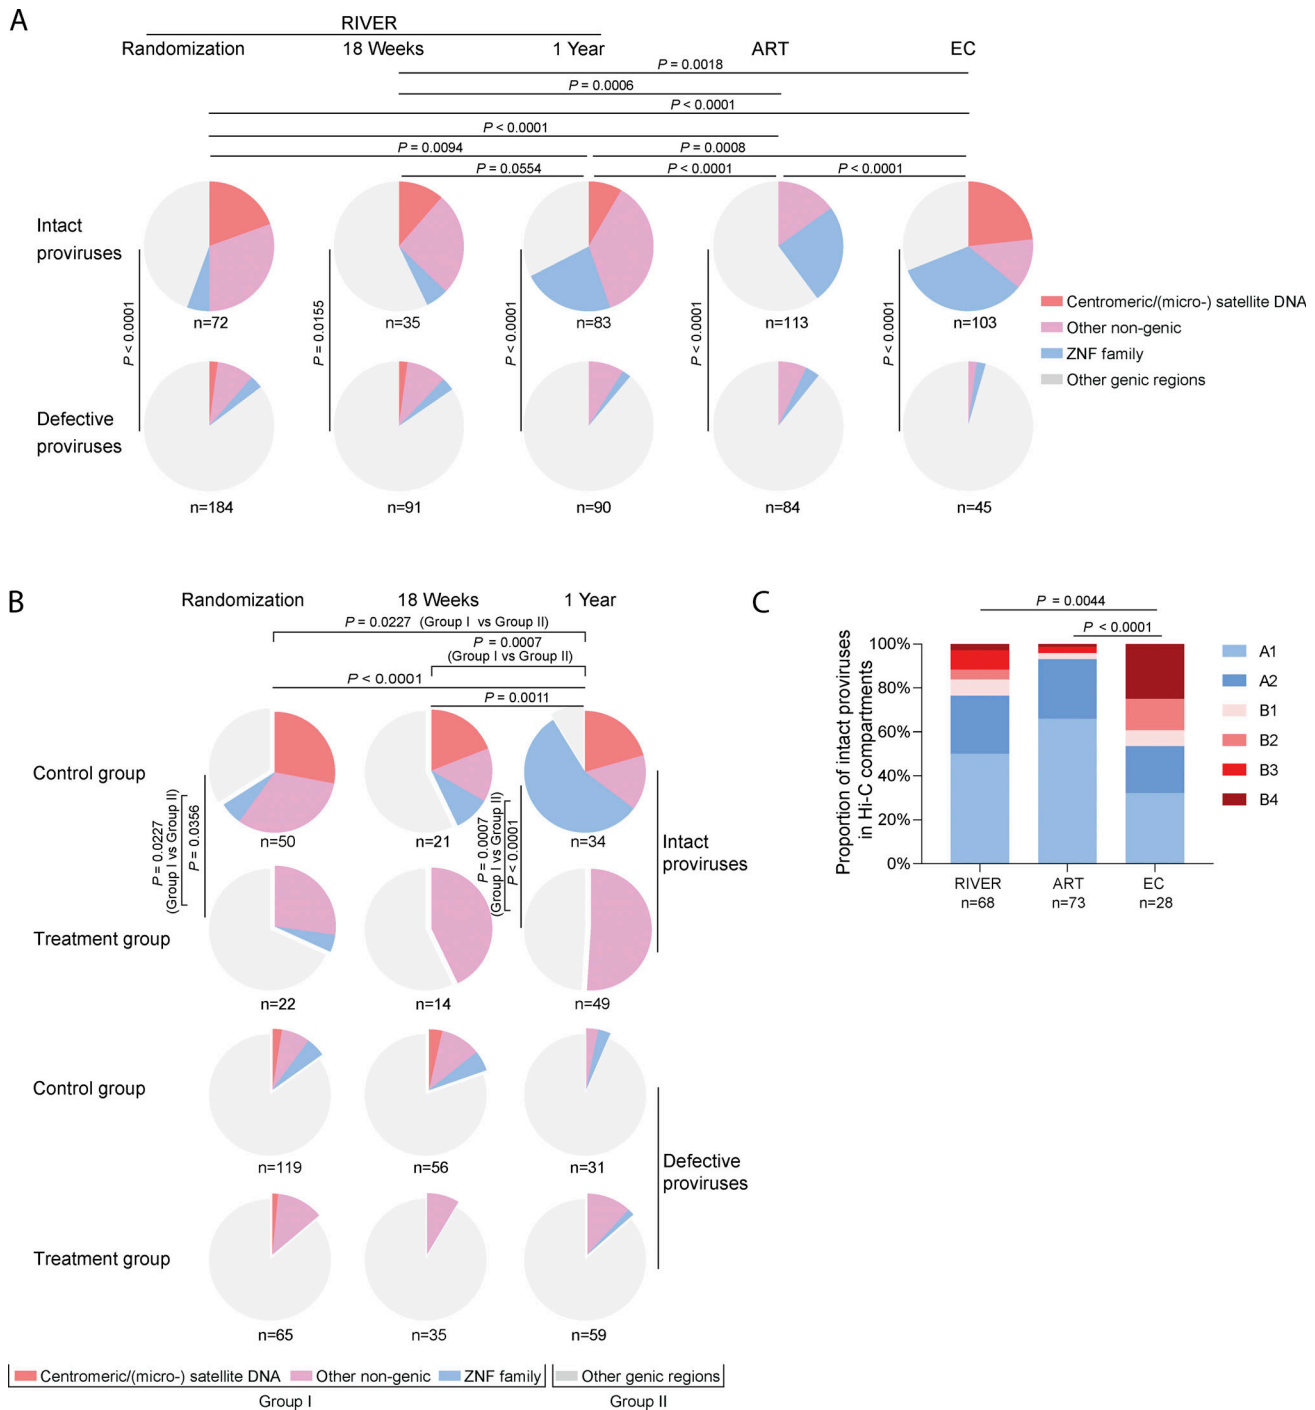 A
RIVER
Randomization 18 Weeks 1 Year ART EC
P = 0.0018
P = 0.0006
P < 0.0001
P < 0.0001
P = 0.0094 P = 0.0008
P = 0.0554 P < 0.0001 P < 0.0001
Intact
proviruses
n=72 n=35 n=83 n=113 n=103
P < 0.0001
P = 0.0155
P < 0.0001
P < 0.0001
P < 0.0001
Centromeric/(micro-) satellite DNA
Other non-genic
ZNF family
Other genic regions
Defective
proviruses
n=184 n=91 n=90 n=84 n=45
B
Randomization 18 Weeks 1 Year
P = 0.0227 (Group I vs Group II)
P = 0.0007
(Group I vs Group II)
P < 0.0001
P = 0.0011
Control group
n=50 n=21 n=34
P = 0.0227
(Group I vs Group II)
P = 0.0356
P = 0.0007
(Group I vs Group II)
P < 0.0001
Intact
proviruses
Treatment group
n=22 n=14 n=49
Control group
n=119 n=56 n=31
Defective
proviruses
Treatment group
n=65 n=35 n=59
Centromeric/(micro-) satellite DNA Other non-genic ZNF family Other genic regions
Group I Group II
C
P = 0.0044
P < 0.0001
Proportion of intact proviruses
in Hi-C compartments
100%
80%
60%
40%
20%
0%
RIVER ART EC
n=68 n=73 n=28
A1
A2
B1
B2
B3
B4